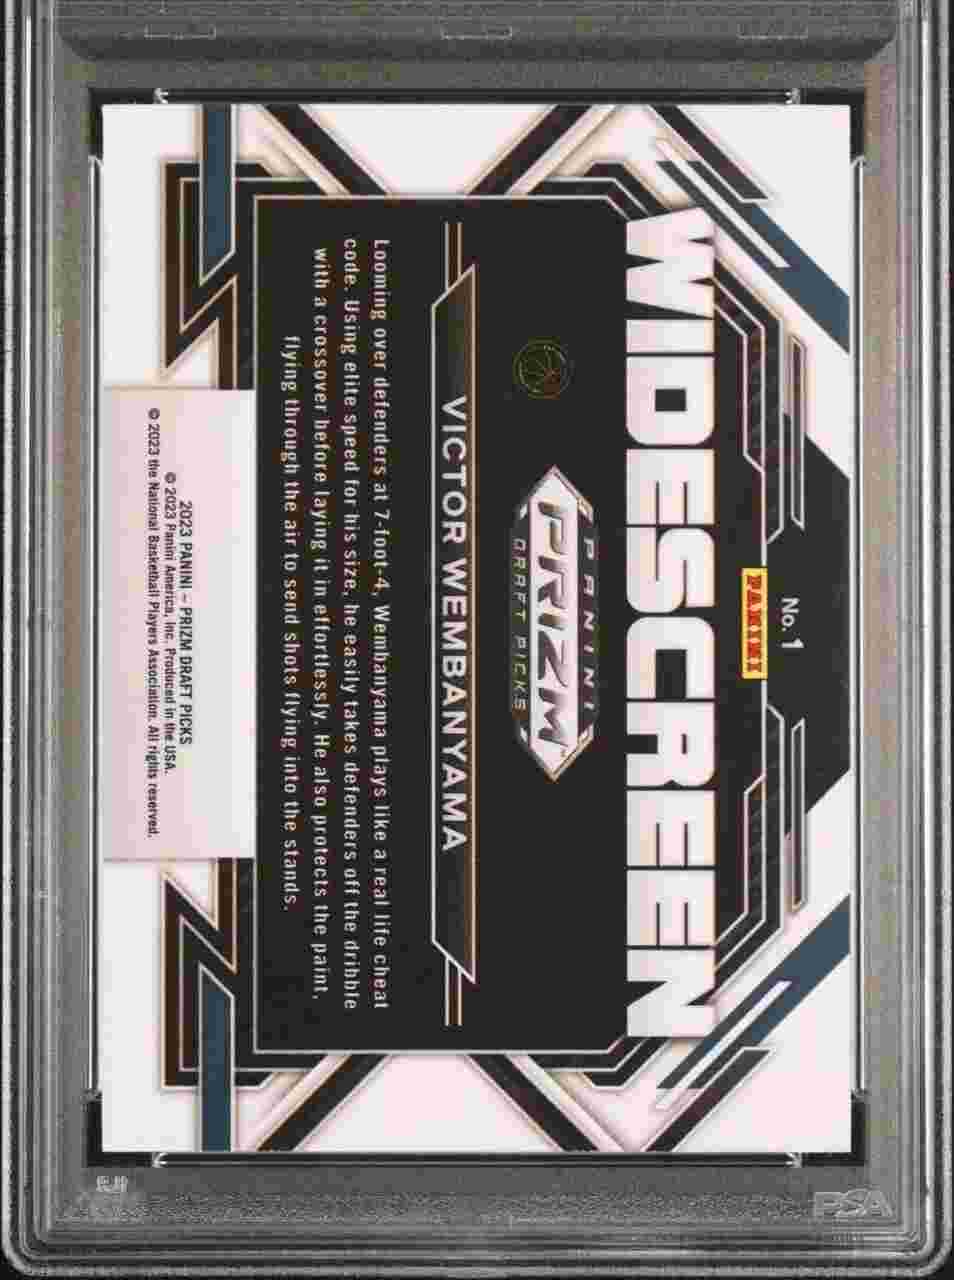 No. 1
PANINI
WIDESCREEN
PANINI
PRIZM™
DRAFT PICKS
VICTOR WEMBANYAMA
Looming over defenders at 7-foot-4, Wembanyama plays like a real life cheat
code. Using elite speed for his size, he easily takes defenders off the dribble
with a crossover before laying it in effortlessly. He also protects the paint,
flying through the air to send shots flying into the stands.
2023 PANINI – PRIZM DRAFT PICKS
© 2023 Panini America, Inc. Produced in the USA.
© 2023 the National Basketball Players Association. All rights reserved.
PSA